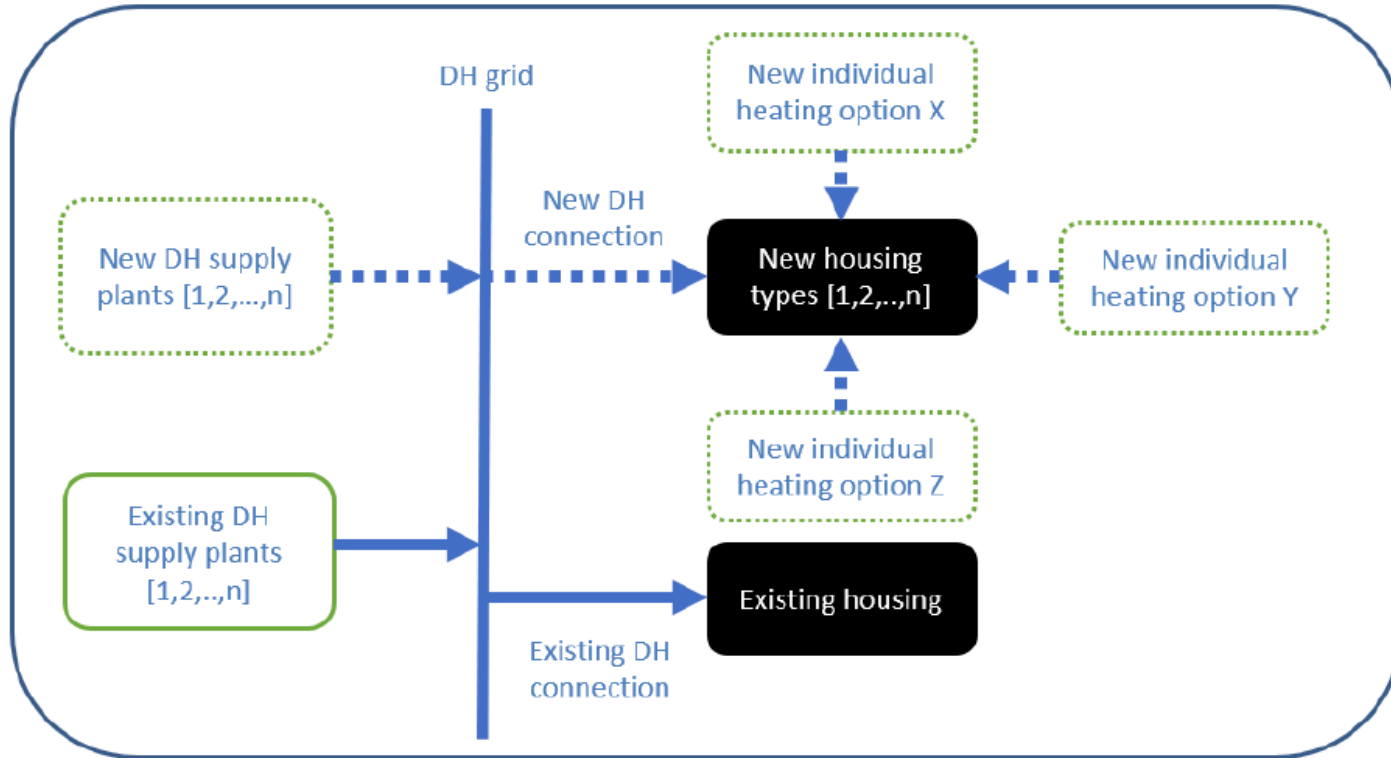 DH grid
New individual
heating option X
New DH
connection
New DH supply
plants [1,2,...,n]
New housing
types [1,2,..,n]
New individual
heating option Y
New individual
heating option Z
Existing DH
supply plants
[1,2,..,n]
Existing housing
Existing DH
connection